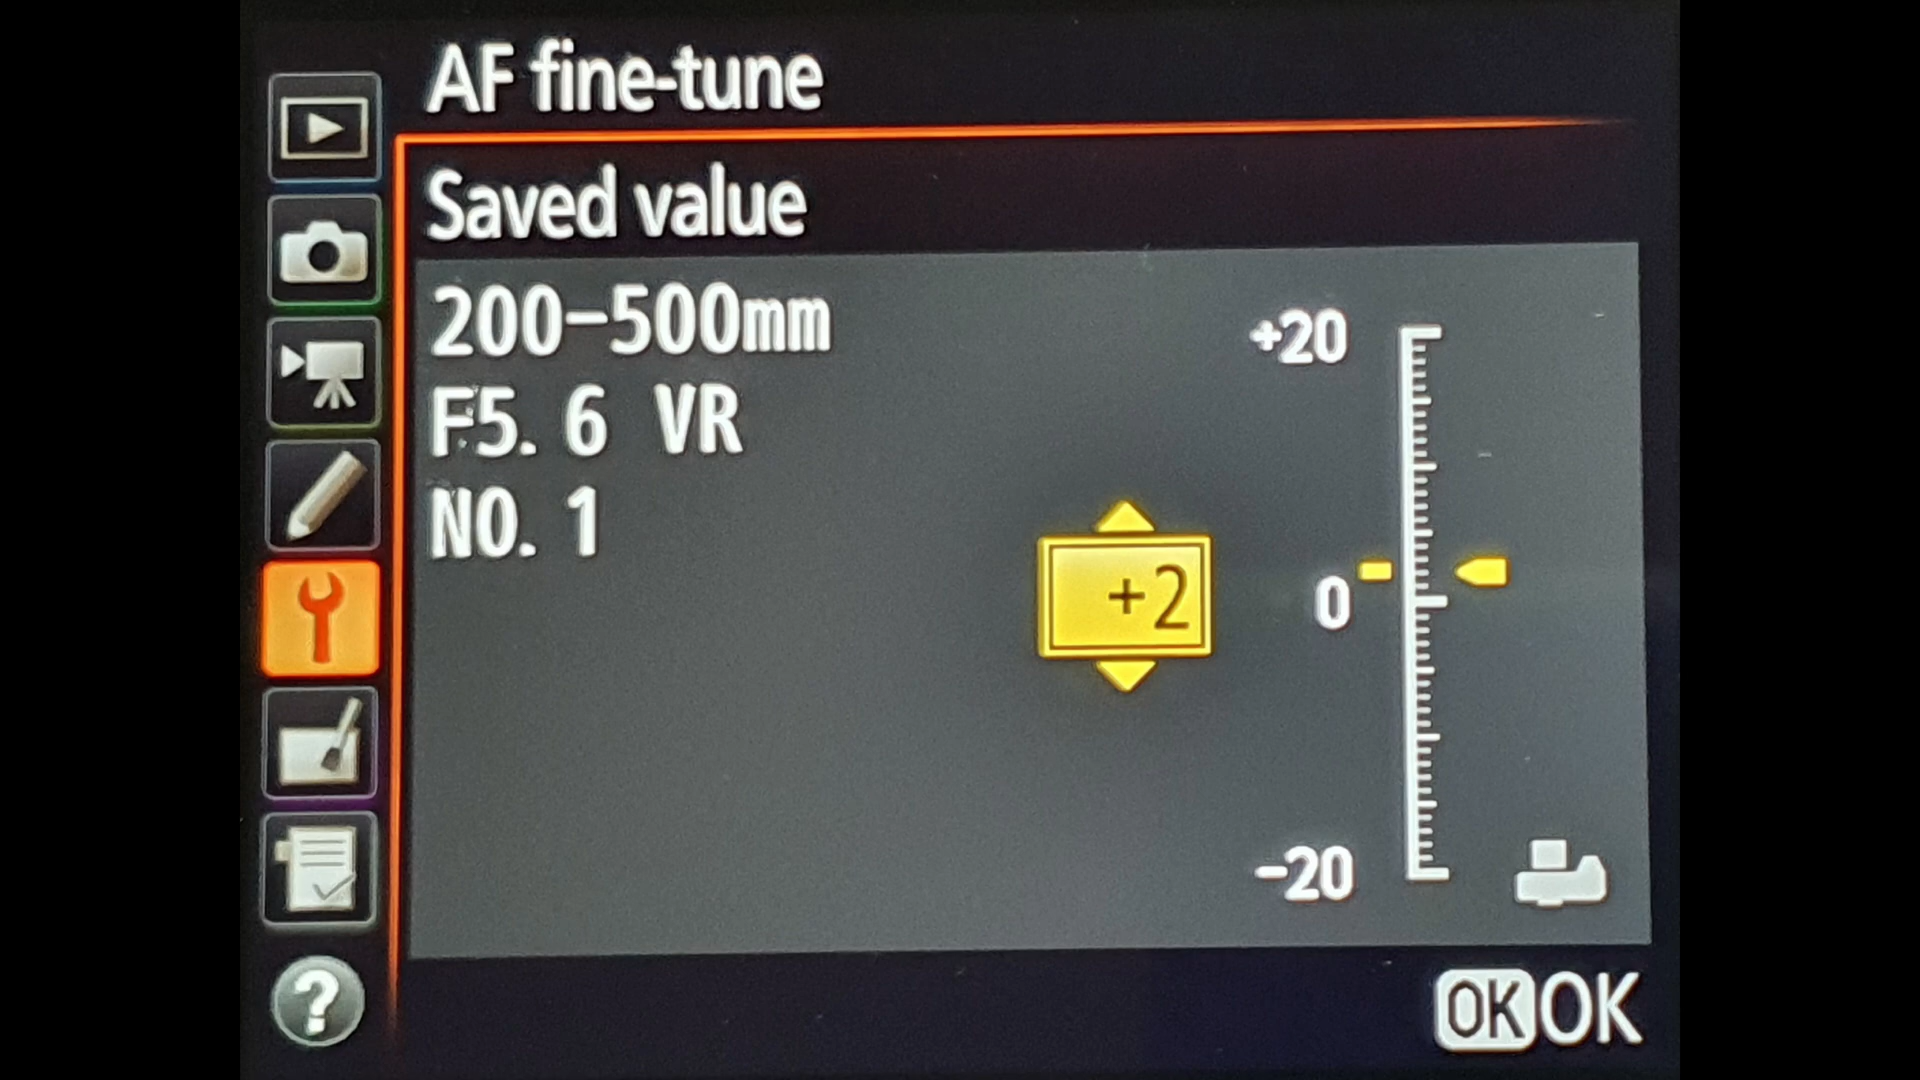 AF fine-tune
Saved value
200-500mm
F5. 6 VR
NO. 1
+20
+2
0
-20
?
OK OK